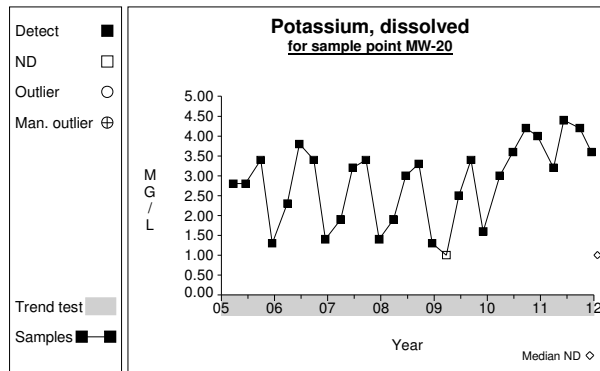 Detect
ND
Outlier
Man. outlier
Trend test
Samples
Potassium, dissolved
for sample point MW-20
MG/L
5.00
4.50
4.00
3.50
3.00
2.50
2.00
1.50
1.00
0.50
0.00
05 06 07 08 09 10 11 12
Year
Median ND